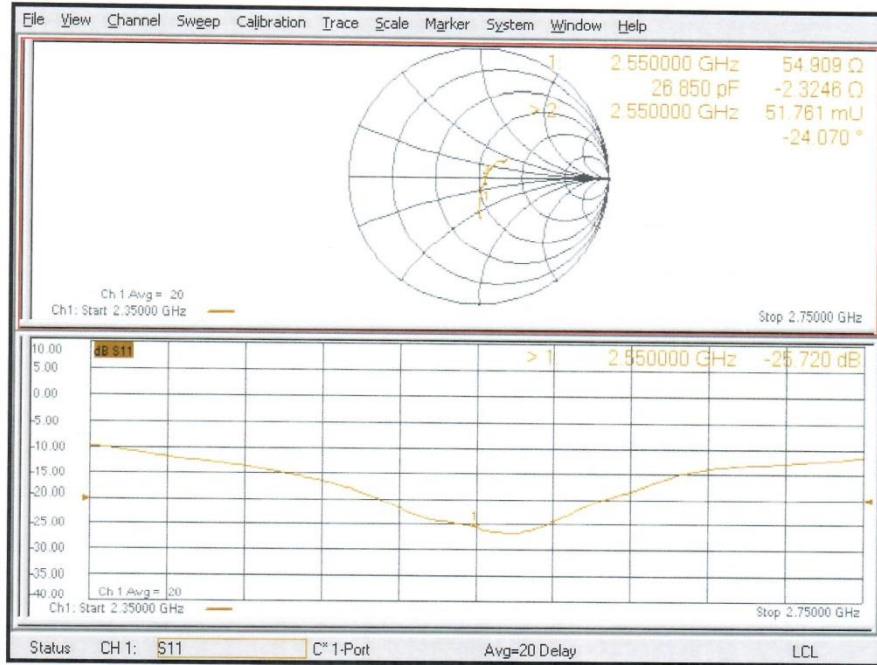 File View Channel Sweep Calibration Trace Scale Marker System Window Help
1: 2.550000 GHz 54.909 Ω
26.850 pF -2.3246 Ω
> 2 2.550000 GHz 51.761 mU
-24.070 °
Ch 1 Avg = 20
Ch1: Start 2.35000 GHz
Stop 2.75000 GHz
10.00
dB S11
> 1 2.550000 GHz -25.720 dB
5.00
0.00
-5.00
-10.00
-15.00
-20.00
-25.00
1
-30.00
-35.00
-40.00
Ch 1 Avg = 20
Ch1: Start 2.35000 GHz
Stop 2.75000 GHz
Status CH 1: S11 C* 1-Port Avg=20 Delay LCL